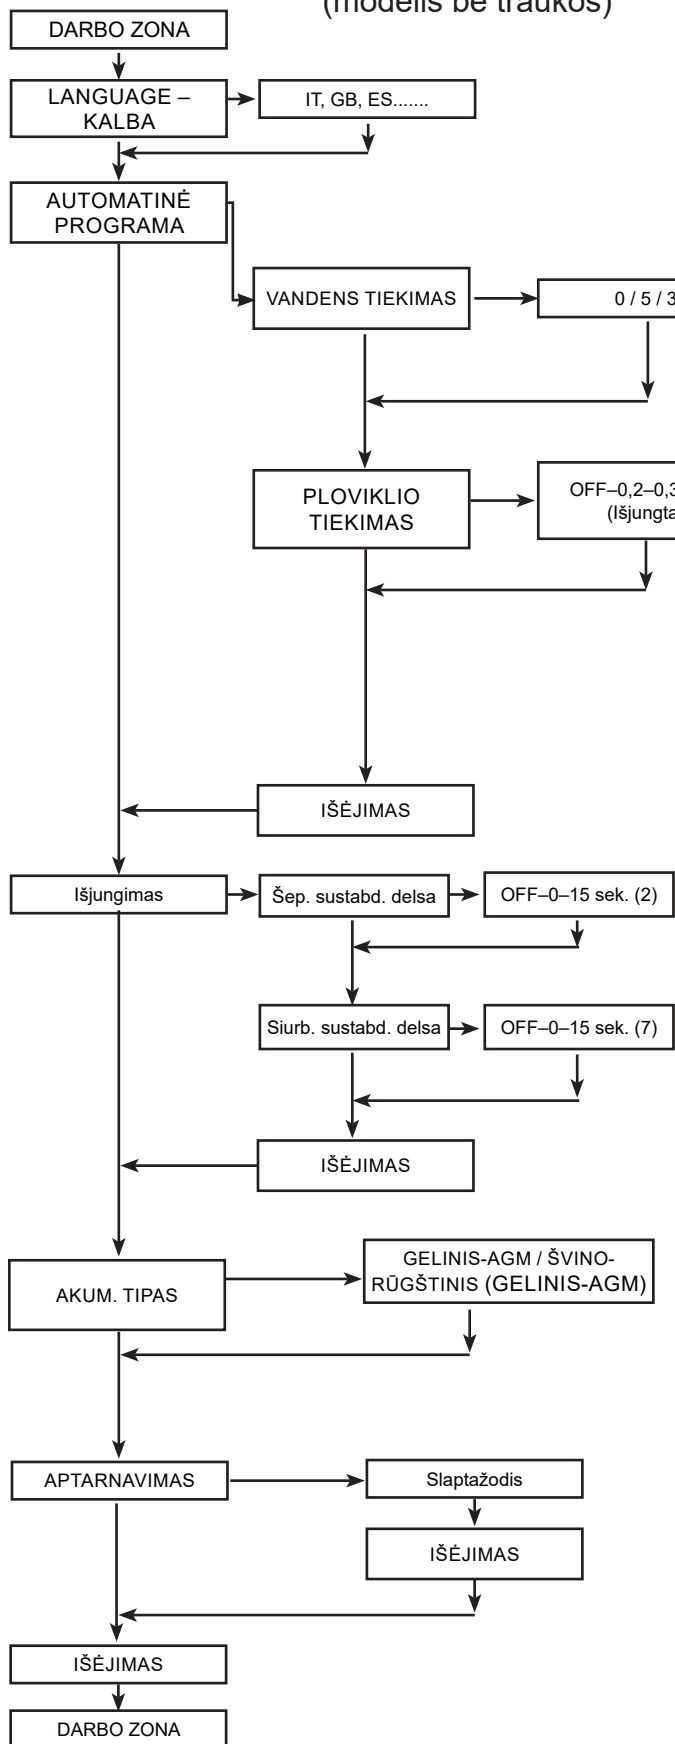 (modelis be traukos)
DARBO ZONA
LANGUAGE –
KALBA
IT, GB, ES.......
AUTOMATINĖ
PROGRAMA
VANDENS TIEKIMAS
0 / 5 / 3
PLOVIKLIO
TIEKIMAS
OFF–0,2–0,3
(Išjungta
IŠĖJIMAS
Išjungimas
Šep. sustabd. delsa
OFF–0–15 sek. (2)
Siurb. sustabd. delsa
OFF–0–15 sek. (7)
IŠĖJIMAS
AKUM. TIPAS
GELINIS-AGM / ŠVINO-
RŪGŠTINIS (GELINIS-AGM)
APTARNAVIMAS
Slaptažodis
IŠĖJIMAS
IŠĖJIMAS
DARBO ZONA